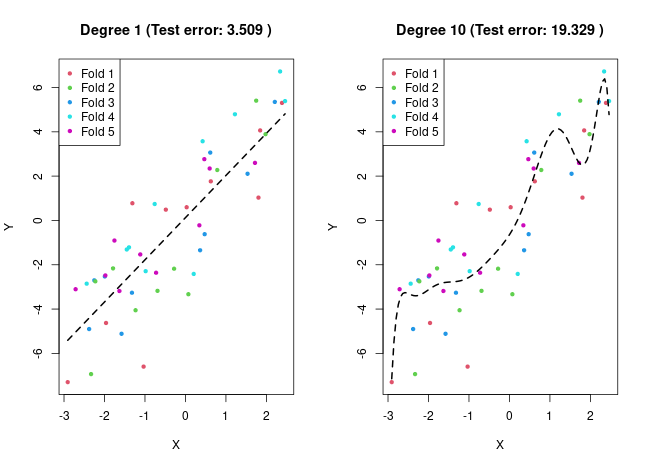 Degree 1 (Test error: 3.509 )
Fold 1
Fold 2
Fold 3
Fold 4
Fold 5
6
4
2
0
-2
-4
-6
Y
-3 -2 -1 0 1 2
X
Degree 10 (Test error: 19.329 )
Fold 1
Fold 2
Fold 3
Fold 4
Fold 5
6
4
2
0
-2
-4
-6
Y
-3 -2 -1 0 1 2
X